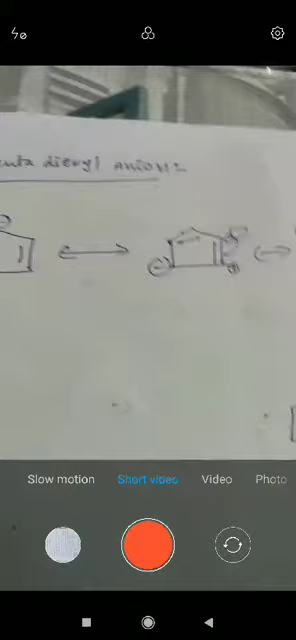 dienyl anion:-
Slow motion
Short video
Video
Photo